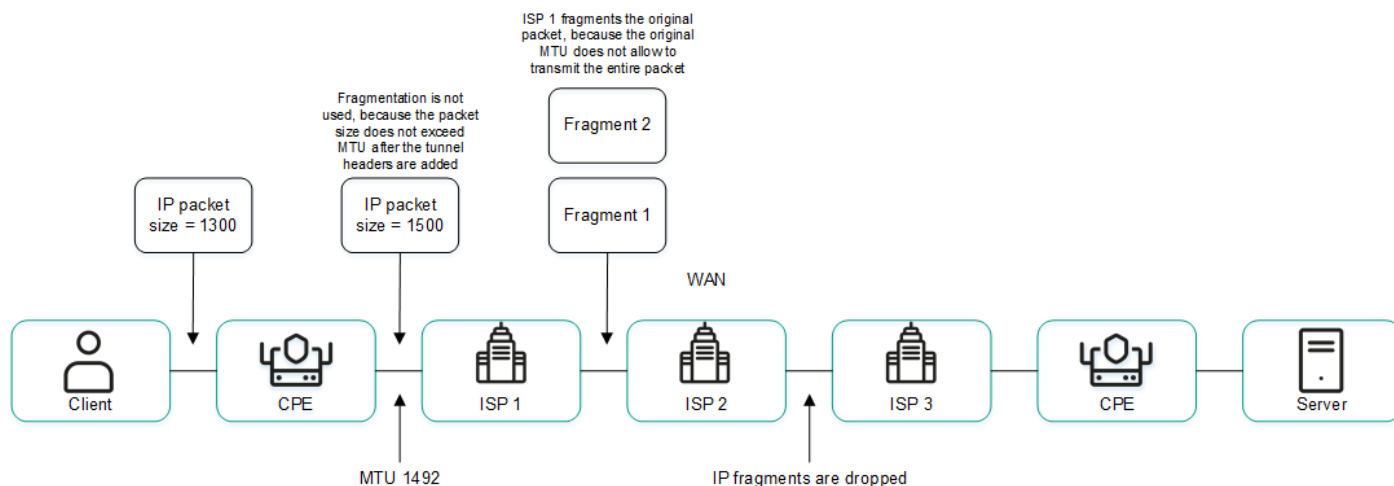 ISP 1 fragments the original
packet, because the original
MTU does not allow to
transmit the entire packet
Fragmentation is not
used, because the packet
size does not exceed
MTU after the tunnel
headers are added
Fragment 2
IP packet
size = 1300
IP packet
size = 1500
Fragment 1
WAN
Client
CPE
ISP 1
ISP 2
ISP 3
CPE
Server
MTU 1492
IP fragments are dropped